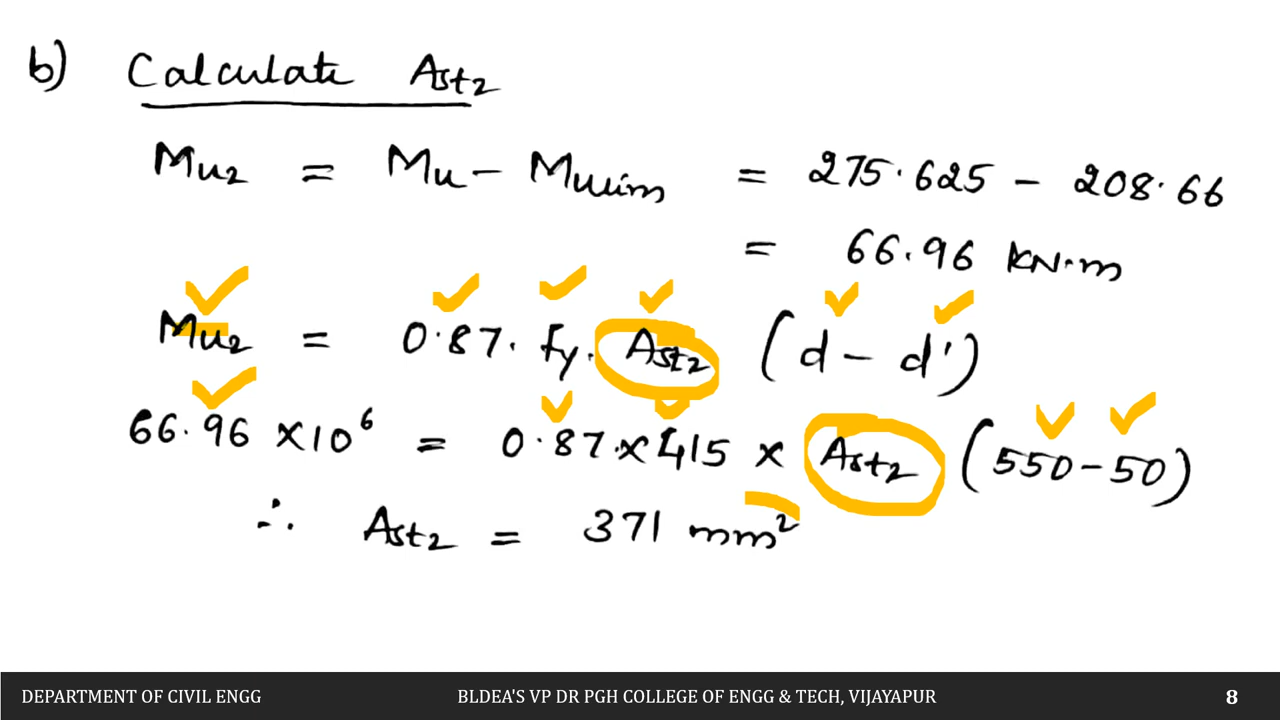 b) Calculate Ast2
Mu2 = Mu - Mulim = 275.625 - 208.66
= 66.96 kN.m
Mu2 = 0.87. fy. Ast2 (d - d')
66.96 x10⁶ = 0.87.x 415 x Ast2 (550-50)
∴ Ast2 = 371 mm²
DEPARTMENT OF CIVIL ENGG BLDEA'S VP DR PGH COLLEGE OF ENGG & TECH, VIJAYAPUR 8